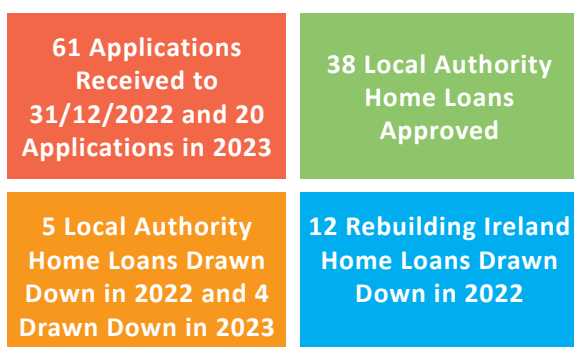 61 Applications
Received to
31/12/2022 and 20
Applications in 2023
38 Local Authority
Home Loans
Approved
5 Local Authority
Home Loans Drawn
Down in 2022 and 4
Drawn Down in 2023
12 Rebuilding Ireland
Home Loans Drawn
Down in 2022